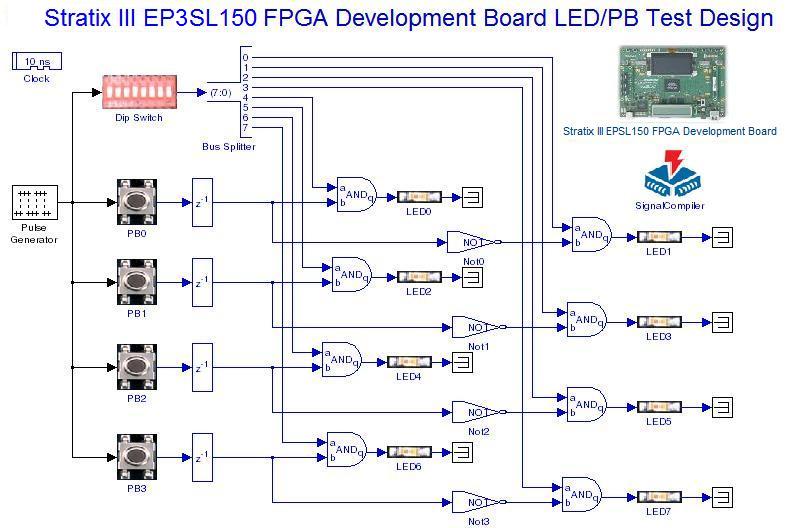 Stratix III EP3SL150 FPGA Development Board LED/PB Test Design
10 ns
Clock
Dip Switch
(7:0)
0
1
2
3
4
5
6
7
Bus Splitter
Stratix III EPSL150 FPGA Development Board
SignalCompiler
Pulse
Generator
PB0
z-1
a
b
AND
q
LED0
NOT
Not0
a
b
AND
q
LED1
PB1
z-1
a
b
AND
q
LED2
NOT
Not1
a
b
AND
q
LED3
PB2
z-1
a
b
AND
q
LED4
NOT
Not2
a
b
AND
q
LED5
PB3
z-1
a
b
AND
q
LED6
NOT
Not3
a
b
AND
q
LED7